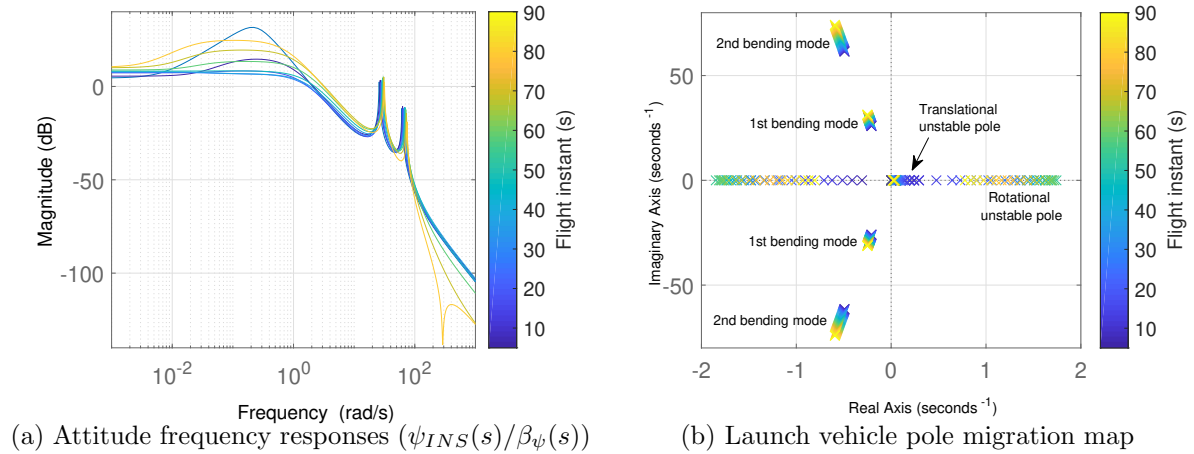 0
-50
-100
Magnitude (dB)
10^-2
10^0
10^2
Frequency (rad/s)
90
80
70
60
50
40
30
20
10
Flight instant (s)
(a) Attitude frequency responses (ψ_INS(s)/β_ψ(s))
50
0
-50
Imaginary Axis (seconds^-1)
2nd bending mode
1st bending mode
Translational
unstable pole
Rotational
unstable pole
1st bending mode
2nd bending mode
-2
-1
0
1
2
Real Axis (seconds^-1)
90
80
70
60
50
40
30
20
10
Flight instant (s)
(b) Launch vehicle pole migration map